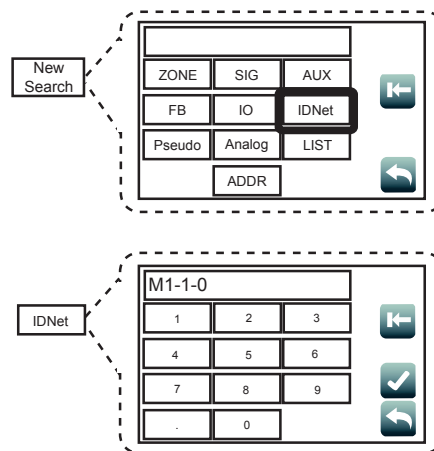 New
Search
ZONE SIG AUX
FB IO IDNet
Pseudo Analog LIST
ADDR
IDNet
M1-1-0
1 2 3
4 5 6
7 8 9
. 0